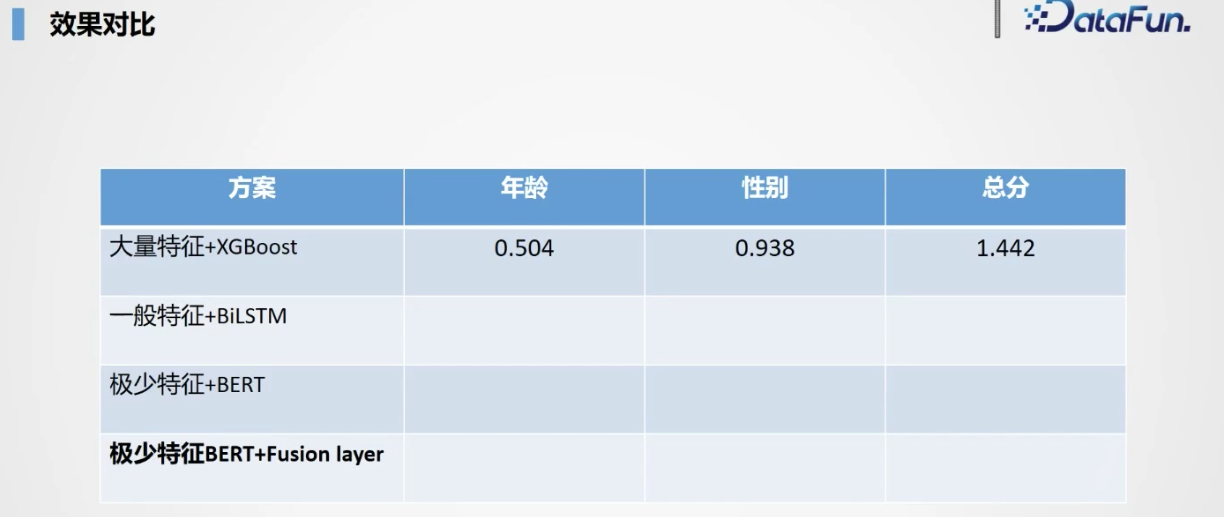 效果对比
DataFun.
方案 年龄 性别 总分
大量特征+XGBoost 0.504 0.938 1.442
一般特征+BiLSTM
极少特征+BERT
极少特征BERT+Fusion layer